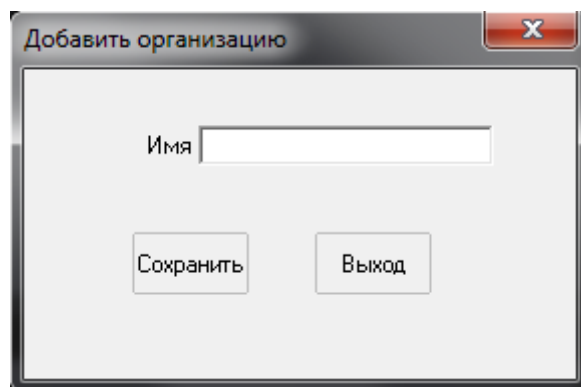 Добавить организацию
Имя
Сохранить
Выход